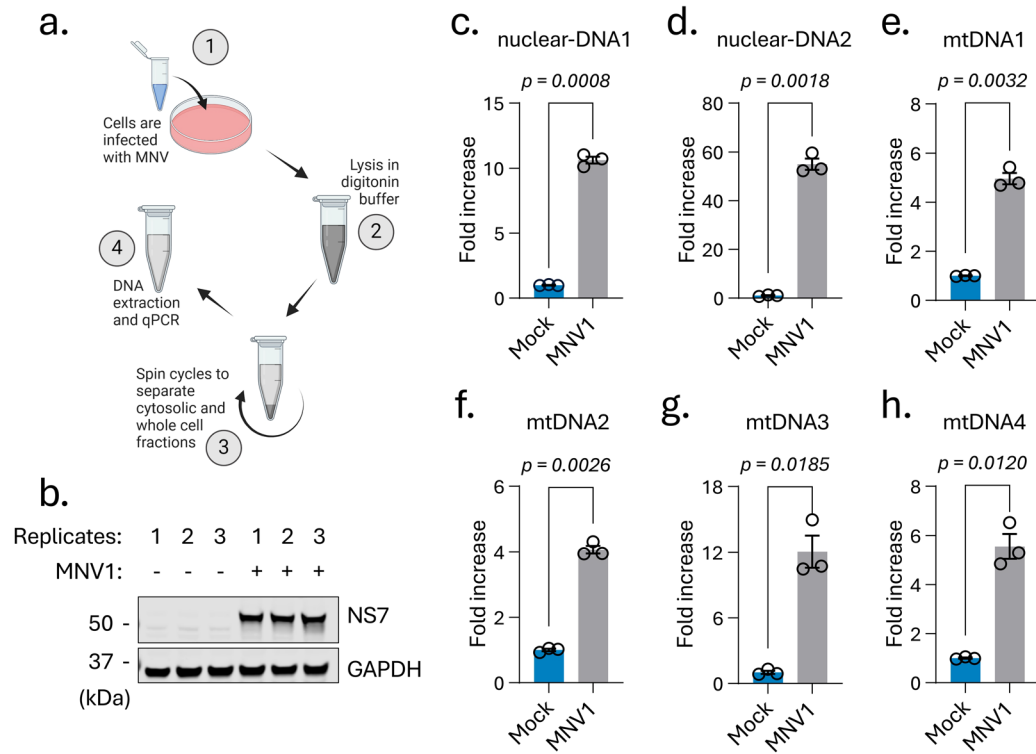 a.
1
Cells are
infected
with MNV
Lysis in
digitonin
buffer
2
4
DNA
extraction
and qPCR
Spin cycles to
separate
cytosolic and
whole cell
fractions
3
b.
Replicates: 1 2 3 1 2 3
MNV1: - - - + + +
50 -
NS7
37 -
GAPDH
(kDa)
c.
nuclear-DNA1
p = 0.0008
Fold increase
15
10
5
0
Mock
MNV1
d.
nuclear-DNA2
p = 0.0018
Fold increase
80
60
40
20
0
Mock
MNV1
e.
mtDNA1
p = 0.0032
Fold increase
8
6
4
2
0
Mock
MNV1
f.
mtDNA2
p = 0.0026
Fold increase
6
4
2
0
Mock
MNV1
g.
mtDNA3
p = 0.0185
Fold increase
18
12
6
0
Mock
MNV1
h.
mtDNA4
p = 0.0120
Fold increase
8
6
4
2
0
Mock
MNV1